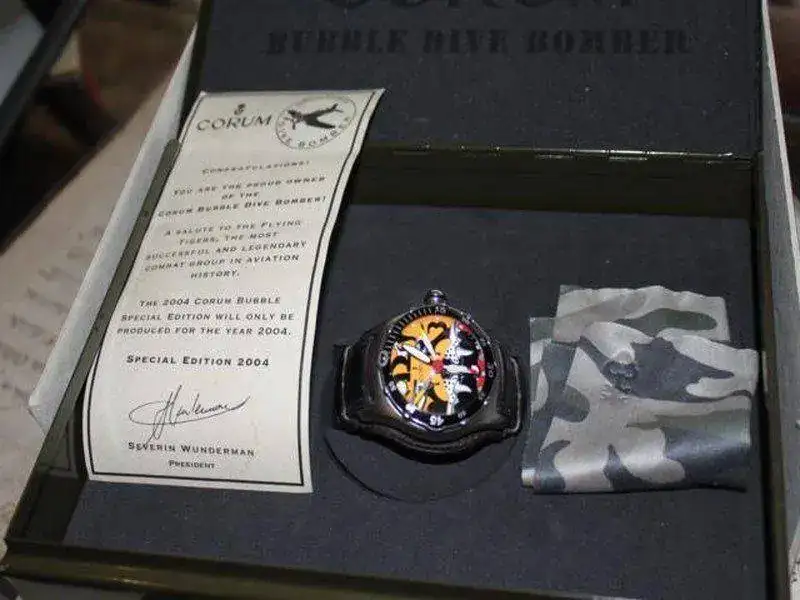 CORUM
BUBBLE DIVE BOMBER
CORUM
DIVE BOMBER
CONGRATULATIONS!
YOU ARE THE PROUD OWNER
OF THE
CORUM BUBBLE DIVE BOMBER!
A SALUTE TO THE FLYING
TIGERS, THE MOST
SUCCESSFUL AND LEGENDARY
COMBAT GROUP IN AVIATION
HISTORY.
THE 2004 CORUM BUBBLE
SPECIAL EDITION WILL ONLY BE
PRODUCED FOR THE YEAR 2004.
SPECIAL EDITION 2004
SEVERIN WUNDERMAN
PRESIDENT